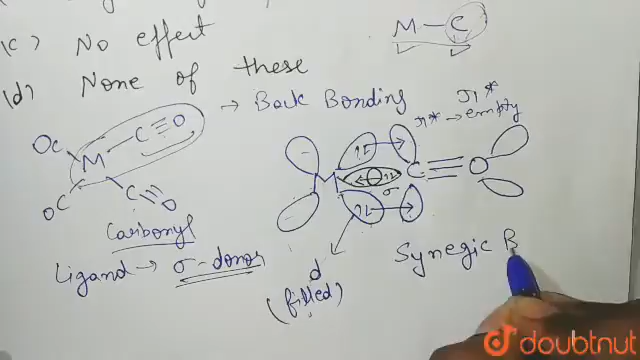 (c) No effect
M - C
(d) None of these
→ Back Bonding
OC
M - C≡O
OC
C≡O
Carbonyl
Ligand → σ-donor
π* → π* empty
M
C≡O
σ
d
(filled)
Synegic B
doubtnut